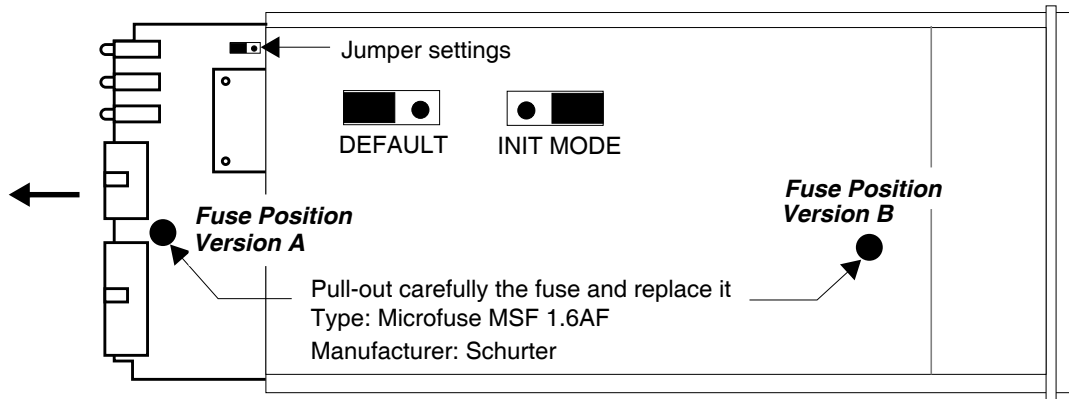 Jumper settings
DEFAULT
INIT MODE
Fuse Position
Version A
Fuse Position
Version B
Pull-out carefully the fuse and replace it
Type: Microfuse MSF 1.6AF
Manufacturer: Schurter